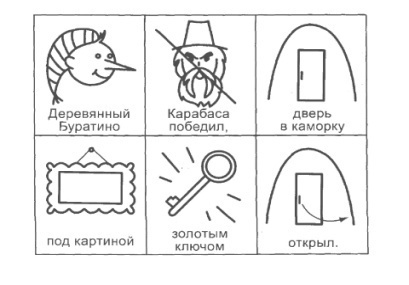 Деревянный
Буратино
Карабаса
победил,
дверь
в каморку
под картиной
золотым
ключом
открыл.